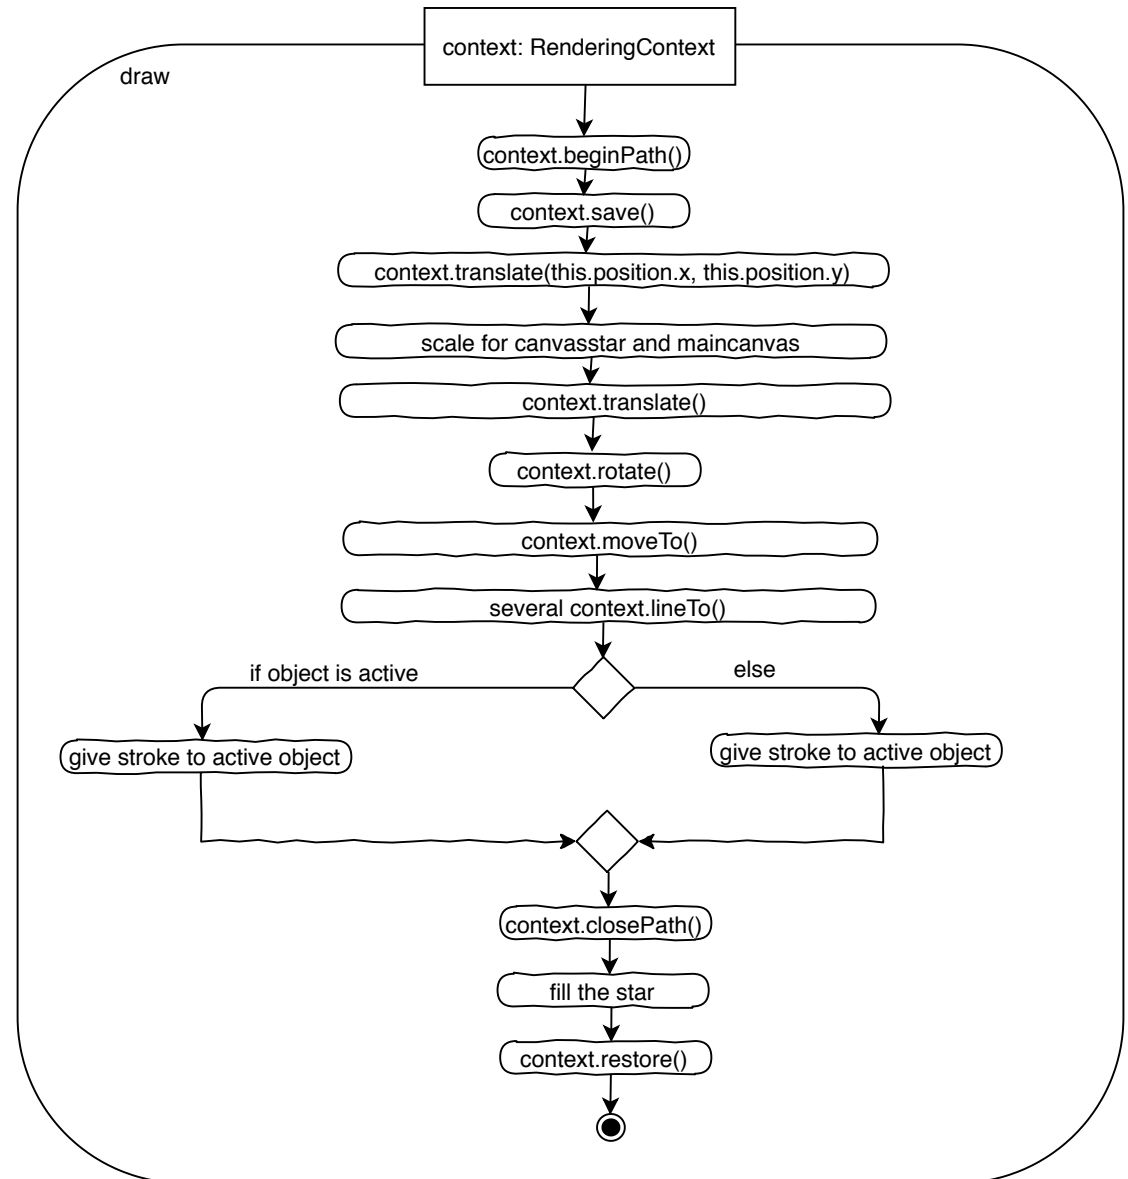 context: RenderingContext
draw
context.beginPath()
context.save()
context.translate(this.position.x, this.position.y)
scale for canvasstar and maincanvas
context.translate()
context.rotate()
context.moveTo()
several context.lineTo()
if object is active
else
give stroke to active object
give stroke to active object
context.closePath()
fill the star
context.restore()